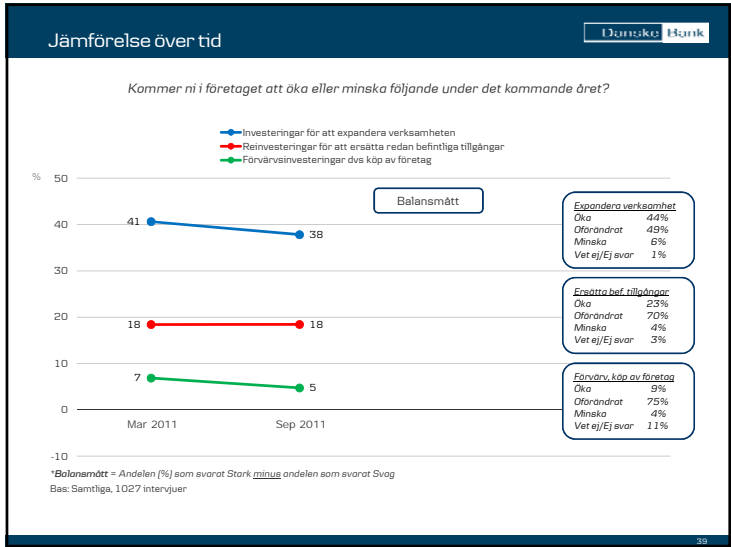 Jämförelse över tid
Danske Bank
Kommer ni i företaget att öka eller minska följande under det kommande året?
Investeringar för att expandera verksamheten
Reinvesteringar för att ersätta redan befintliga tillgångar
Förvärvsinvesteringar dvs köp av företag
%
50
40
30
20
10
0
-10
Balansmått
41
38
18
18
7
5
Mar 2011
Sep 2011
Expandera verksamhet
Öka 44%
Oförändrat 49%
Minska 6%
Vet ej/Ej svar 1%
Ersätta bef. tillgångar
Öka 23%
Oförändrat 70%
Minska 4%
Vet ej/Ej svar 3%
Förvärv, köp av företag
Öka 9%
Oförändrat 75%
Minska 4%
Vet ej/Ej svar 11%
*Balansmått = Andelen (%) som svarat Stark minus andelen som svarat Svag
Bas: Samtliga, 1027 intervjuer
39